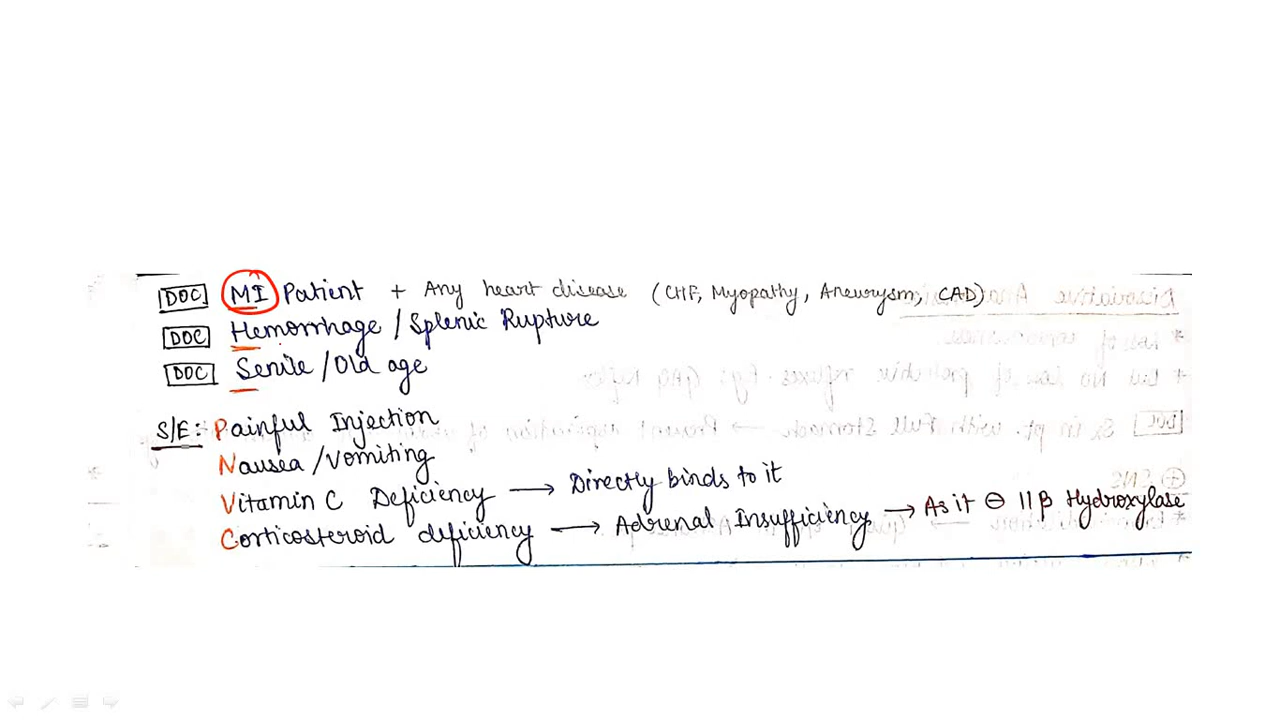 DOC MI Patient + Any heart disease (CHF, Myopathy, Aneurysm, CAD)
DOC Hemorrhage / Splenic Rupture
DOC Senile / Old age
S/E: Painful Injection
Nausea / Vomiting
Vitamin C Deficiency → Directly binds to it
Corticosteroid deficiency → Adrenal Insufficiency → As it ⊖ 11 β Hydroxylase